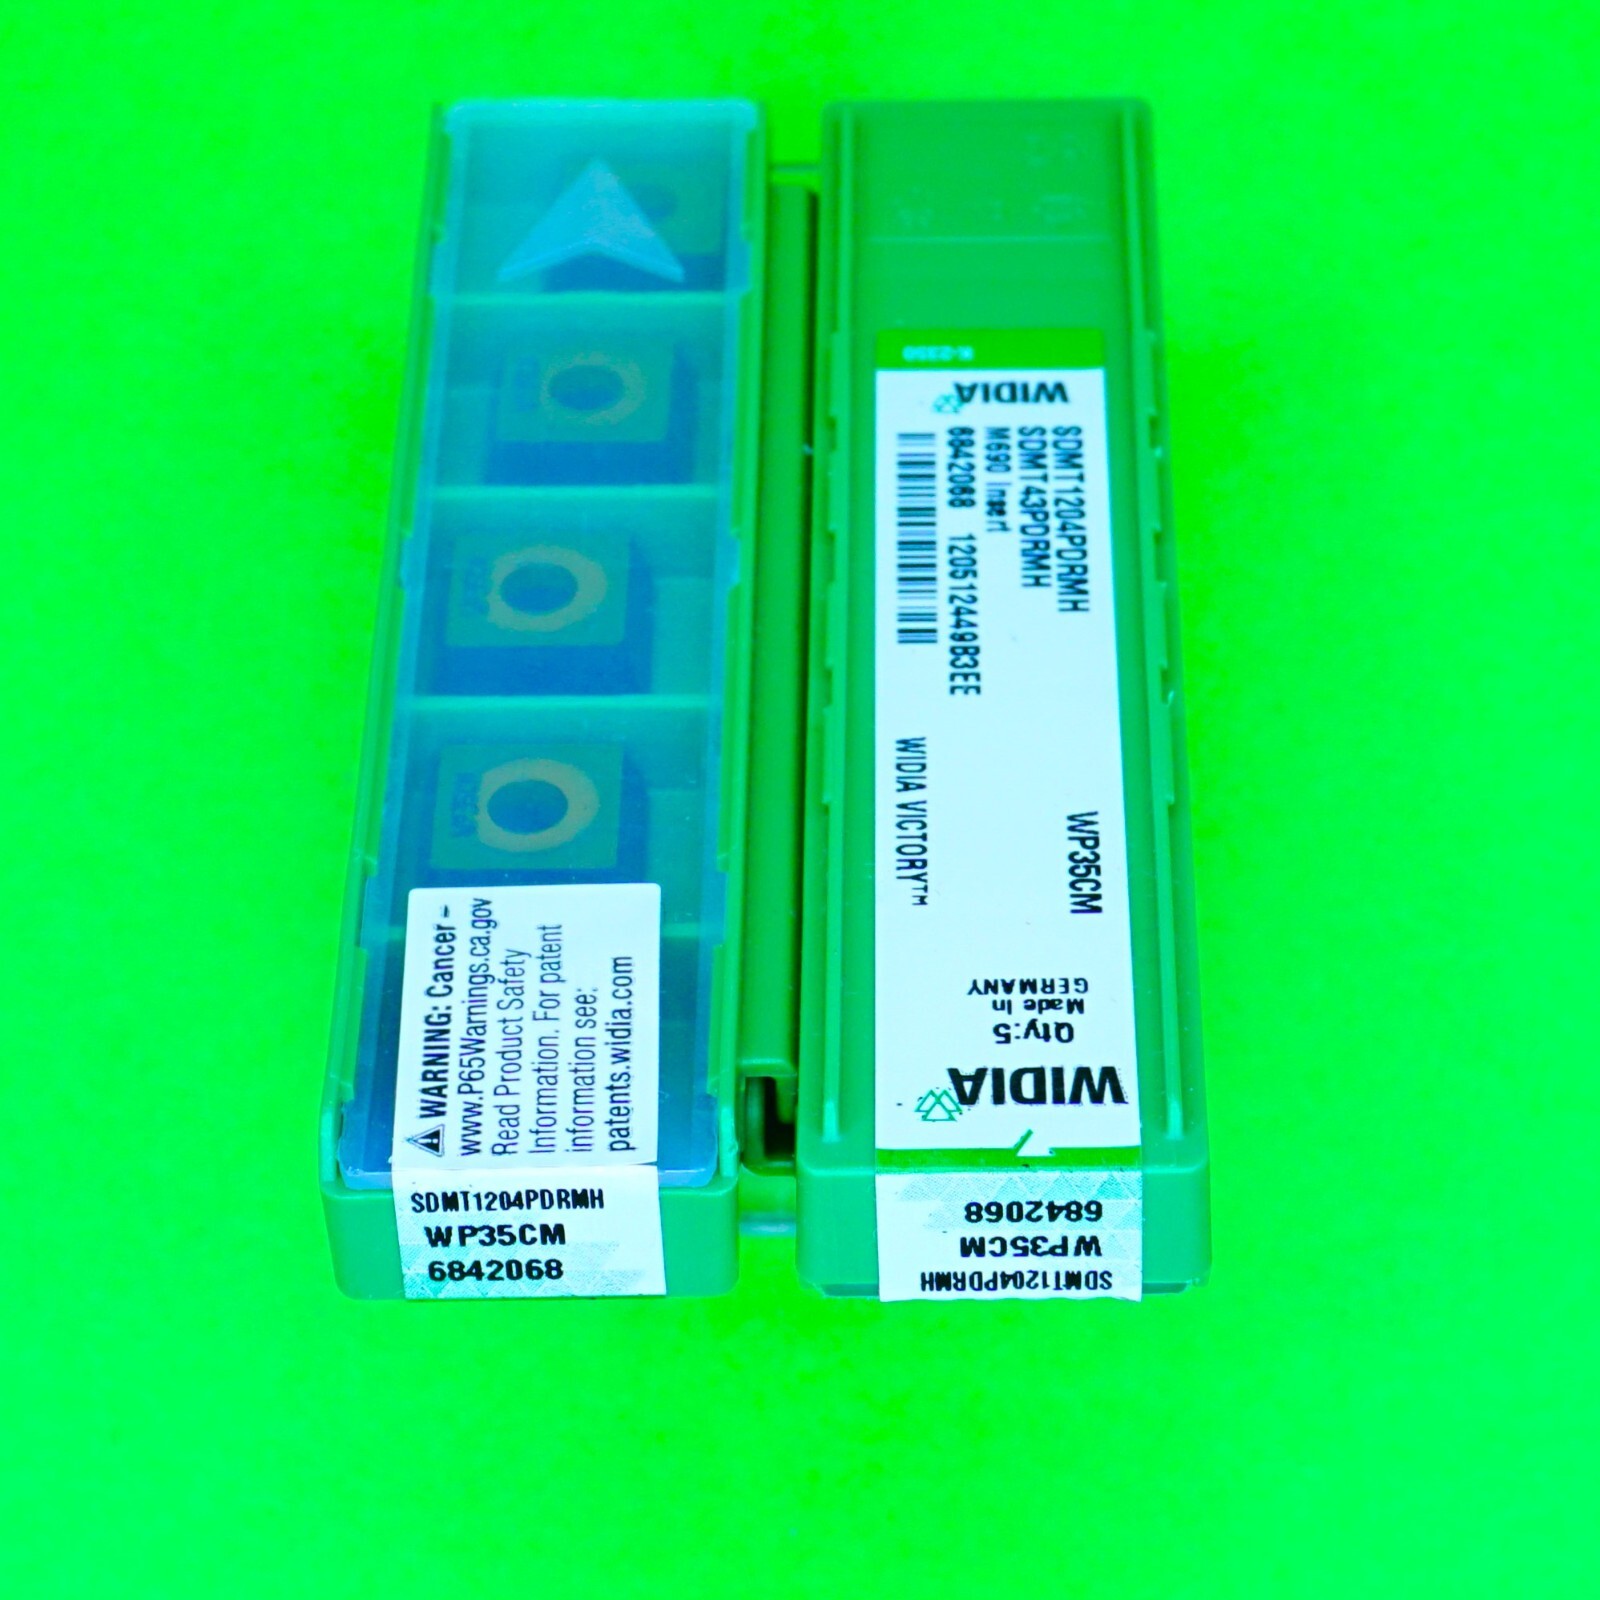 ⚠ WARNING: Cancer –
www.P65Warnings.ca.gov
Read Product Safety
Information. For patent
information see:
patents.widia.com
SDMT1204PDRMH
WP35CM
6842068
K-2350
WIDIA
SDMT1204PDRMH
SDMT43PDRMH
M690 Insert
6842068 120512449B3EE
WP35CM
WIDIA VICTORY™
Made In
GERMANY
Qty:5
WIDIA
SDMT1204PDRMH
WP35CM
6842068